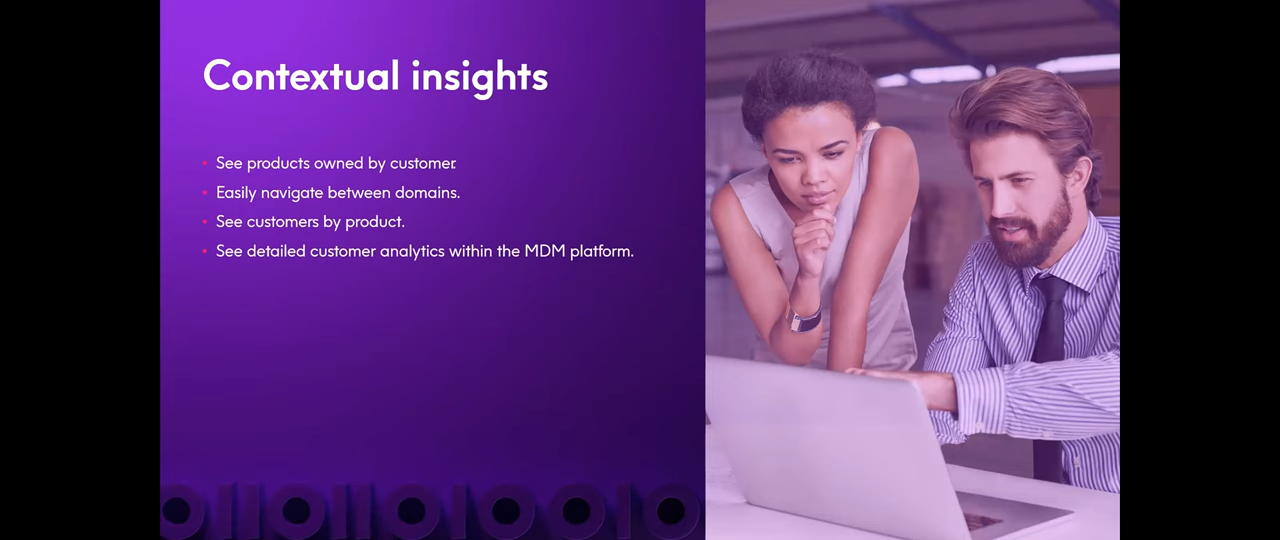 Contextual insights
See products owned by customer.
Easily navigate between domains.
See customers by product.
See detailed customer analytics within the MDM platform.